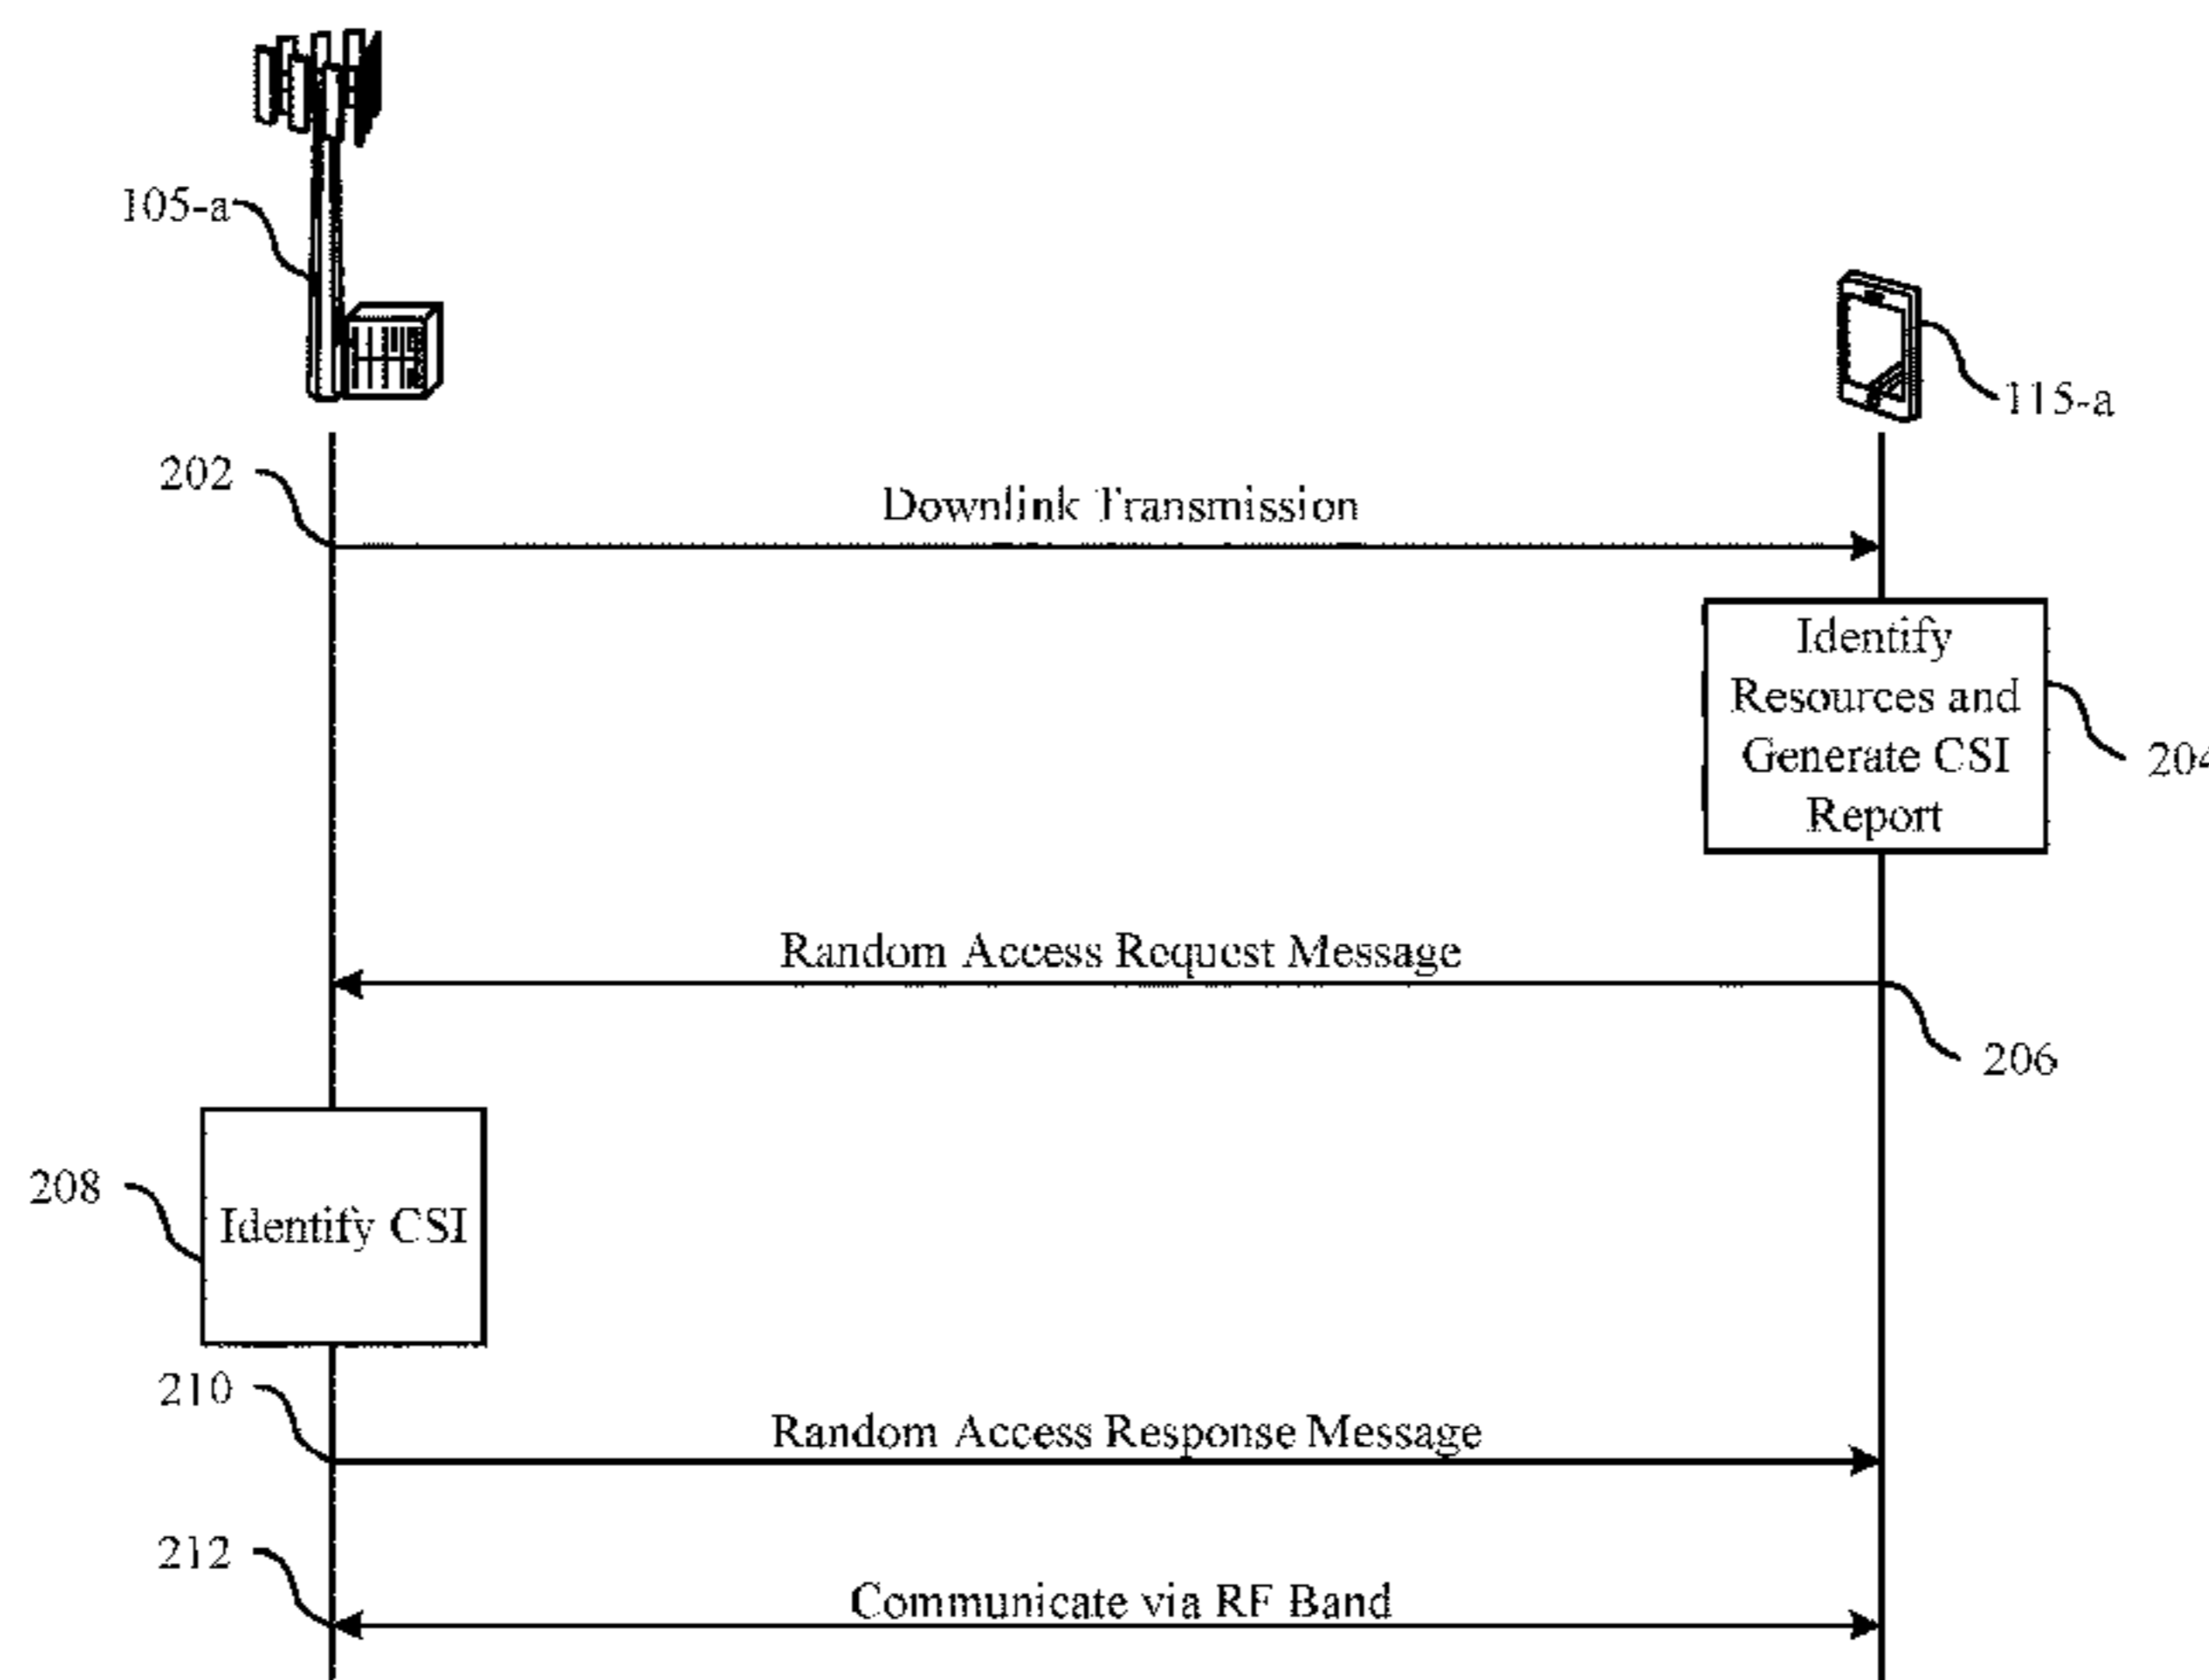 105-a
115-a
202
Downlink Transmission
Identify
Resources and
Generate CSI
Report
204
Random Access Request Message
206
208
Identify CSI
210
Random Access Response Message
212
Communicate via RF Band